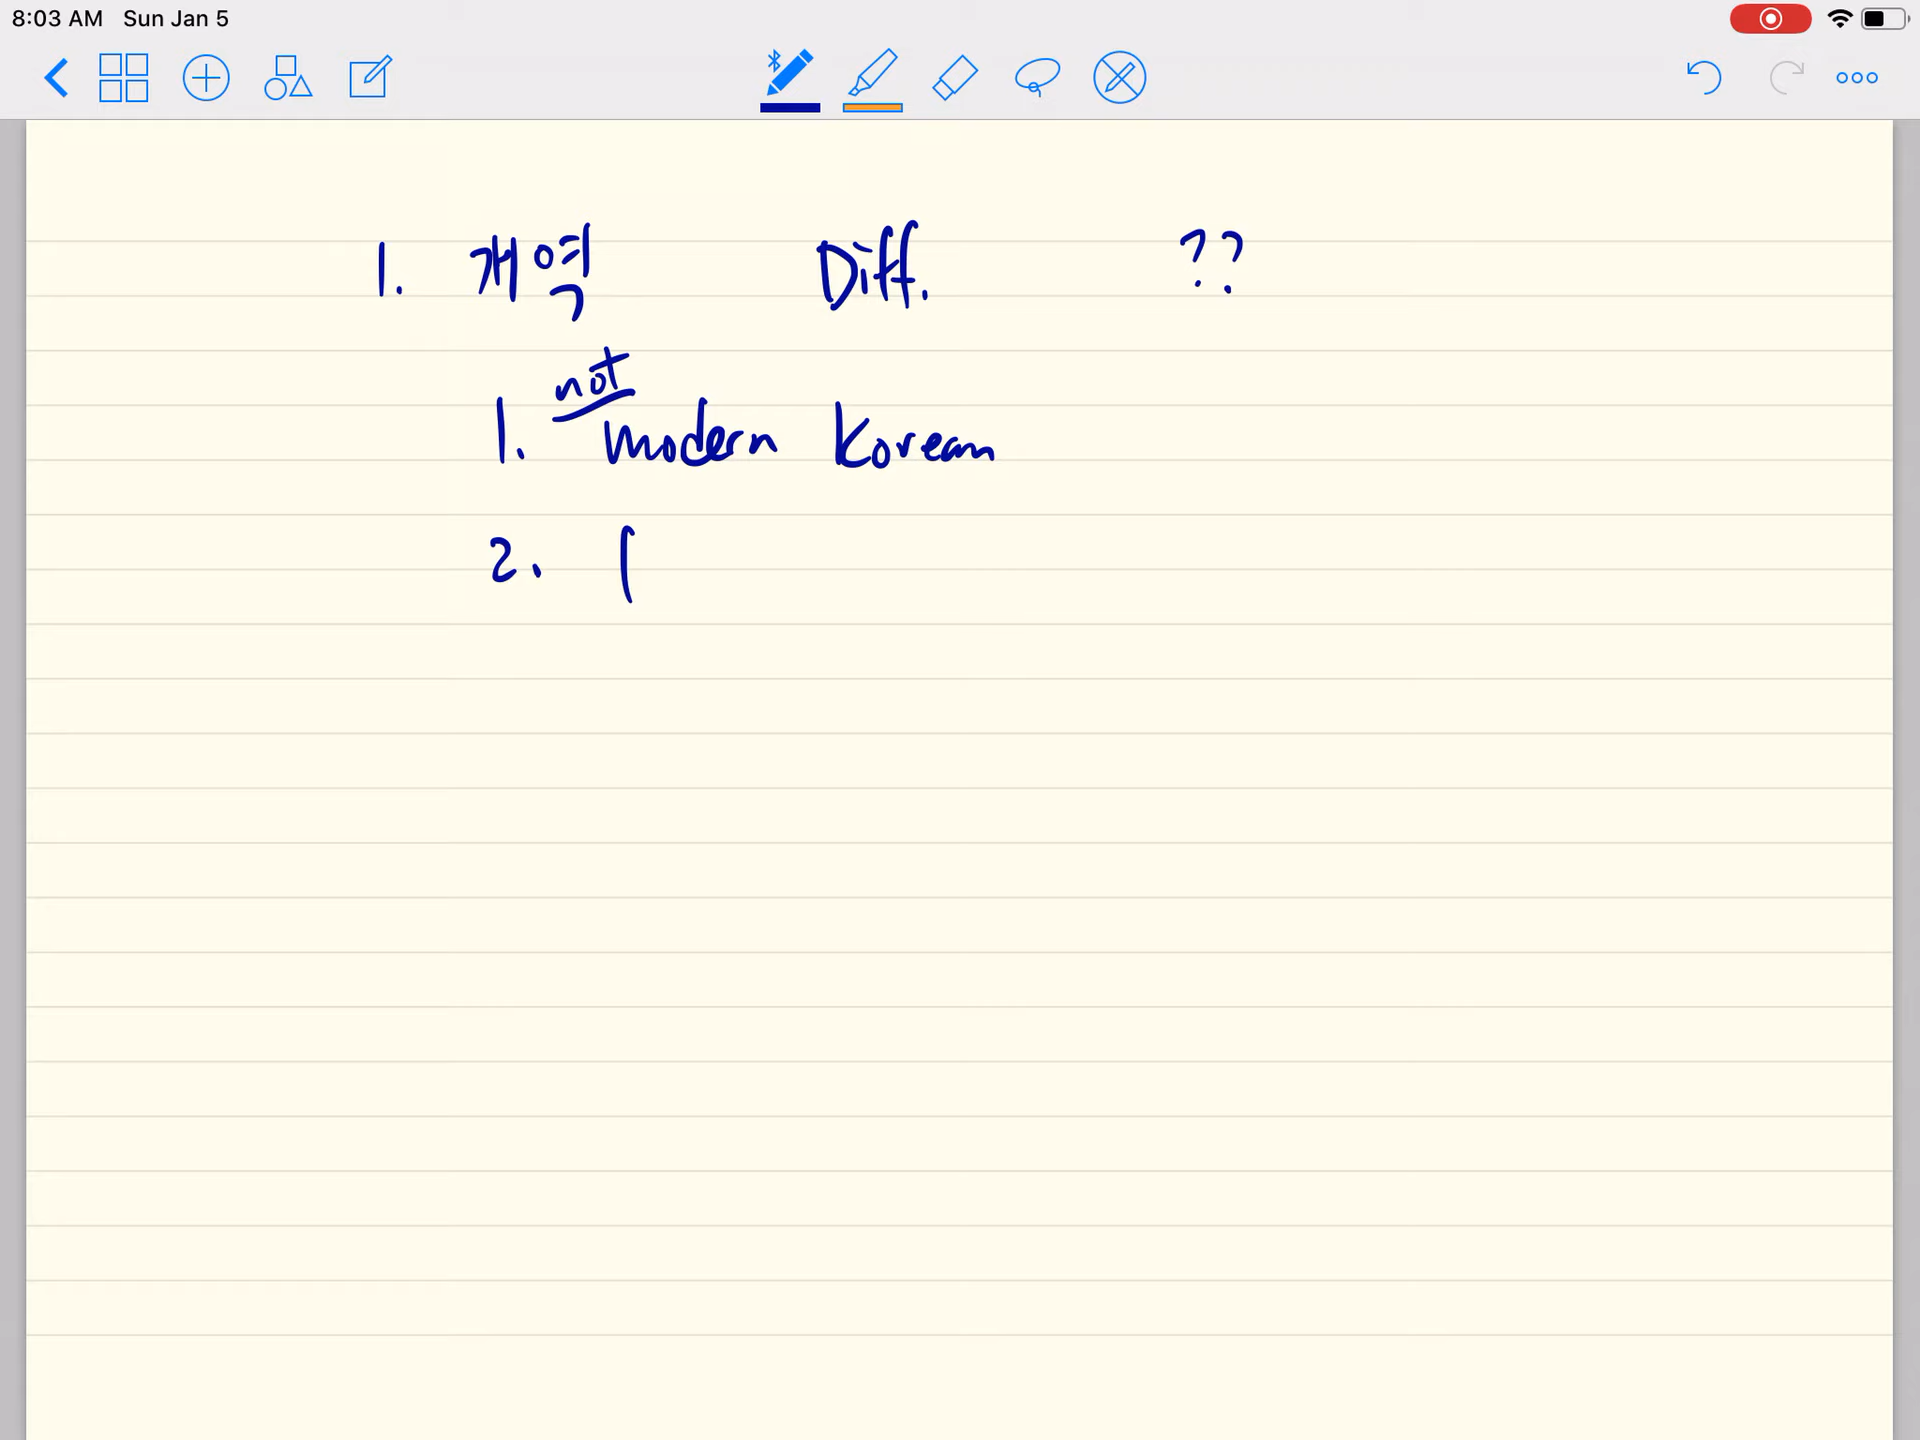 8:03 AM Sun Jan 5
1. 개역 Diff. ??
not
1. Modern Korean
2. (